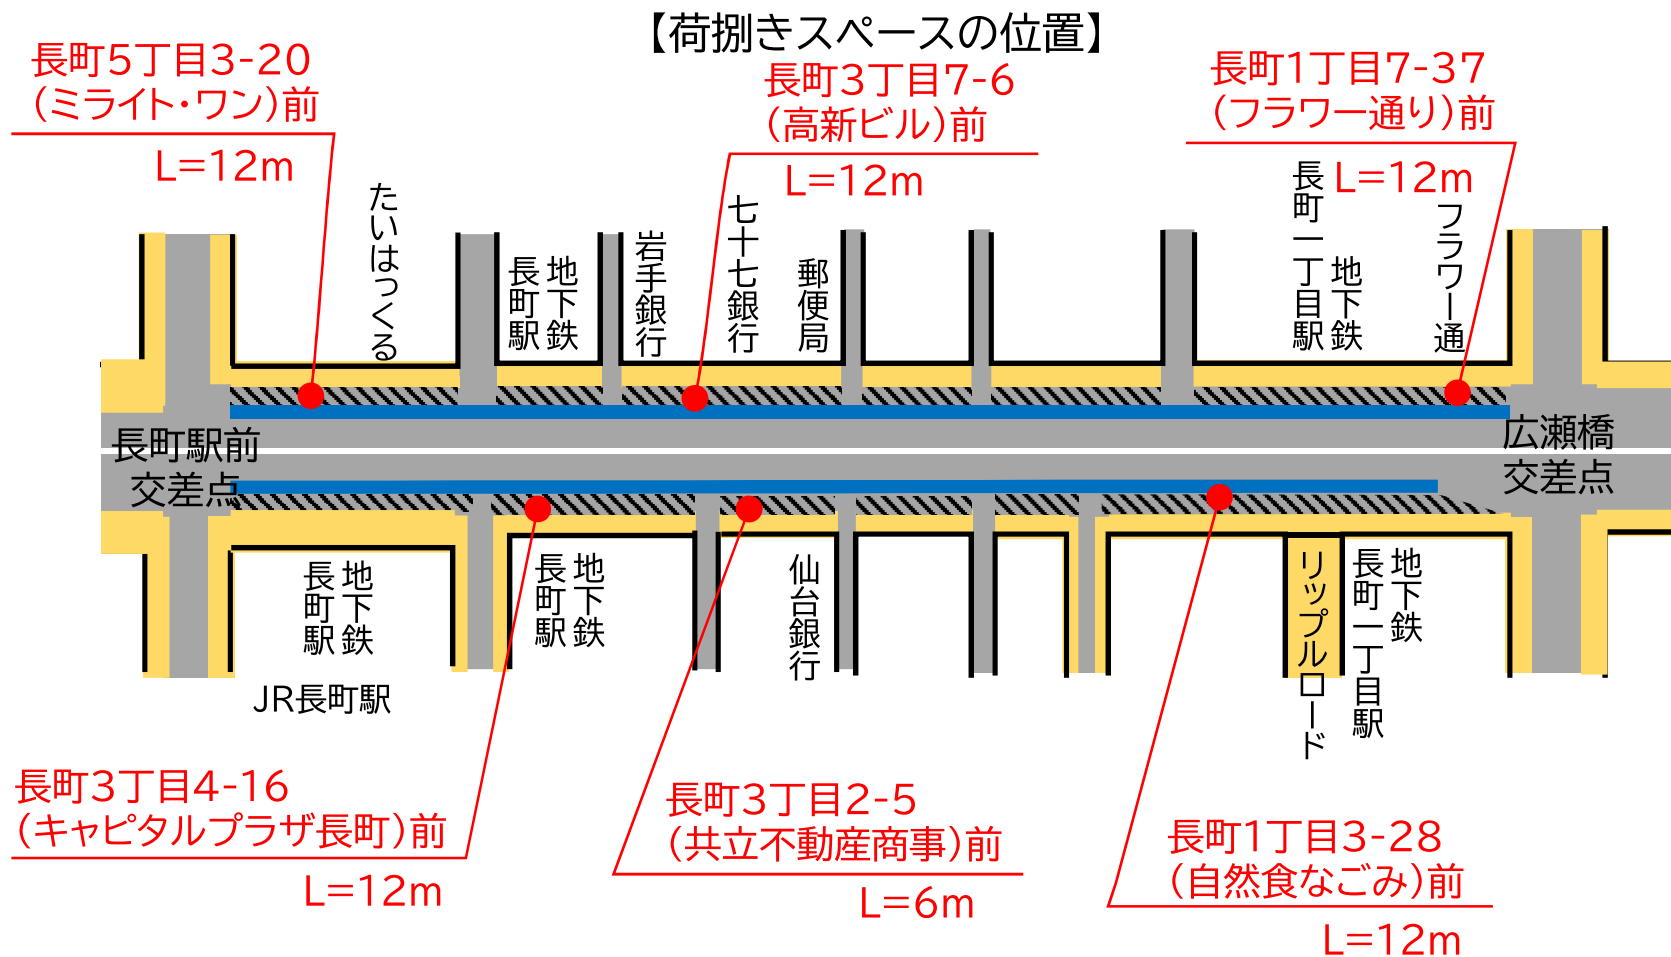 【荷捌きスペースの位置】
長町5丁目3-20
（ミライト・ワン）前
L=12m
長町3丁目7-6
（高新ビル）前
L=12m
長町1丁目7-37
（フラワー通り）前
L=12m
たいはっくる
地下鉄
長町駅
岩手銀行
七十七銀行
郵便局
地下鉄
長町一丁目駅
フラワー通
長町駅前
交差点
広瀬橋
交差点
地下鉄
長町駅
JR長町駅
地下鉄
長町駅
仙台銀行
リップルロード
地下鉄
長町一丁目駅
長町3丁目4-16
（キャピタルプラザ長町）前
L=12m
長町3丁目2-5
（共立不動産商事）前
L=6m
長町1丁目3-28
（自然食なごみ）前
L=12m